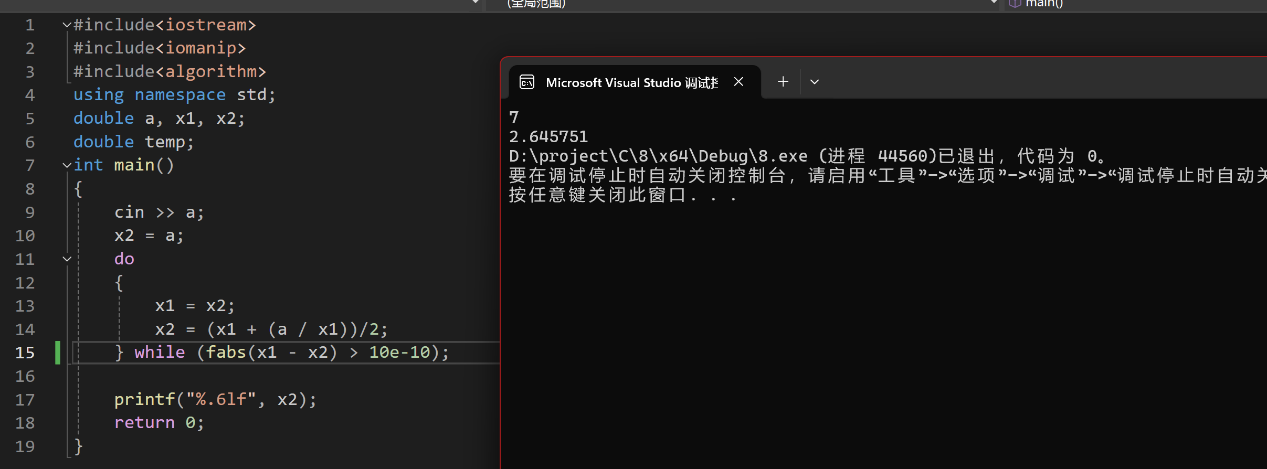 (全局范围)
main()
1 #include<iostream>
2 #include<iomanip>
3 #include<algorithm>
4 using namespace std;
5 double a, x1, x2;
6 double temp;
7 int main()
8 {
9 cin >> a;
10 x2 = a;
11 do
12 {
13 x1 = x2;
14 x2 = (x1 + (a / x1))/2;
15 } while (fabs(x1 - x2) > 10e-10);
16
17 printf("%.6lf", x2);
18 return 0;
19 }
Microsoft Visual Studio 调试
7
2.645751
D:\project\C\8\x64\Debug\8.exe (进程 44560)已退出，代码为 0。
要在调试停止时自动关闭控制台，请启用“工具”->“选项”->“调试”->“调试停止时自动关
按任意键关闭此窗口. . .